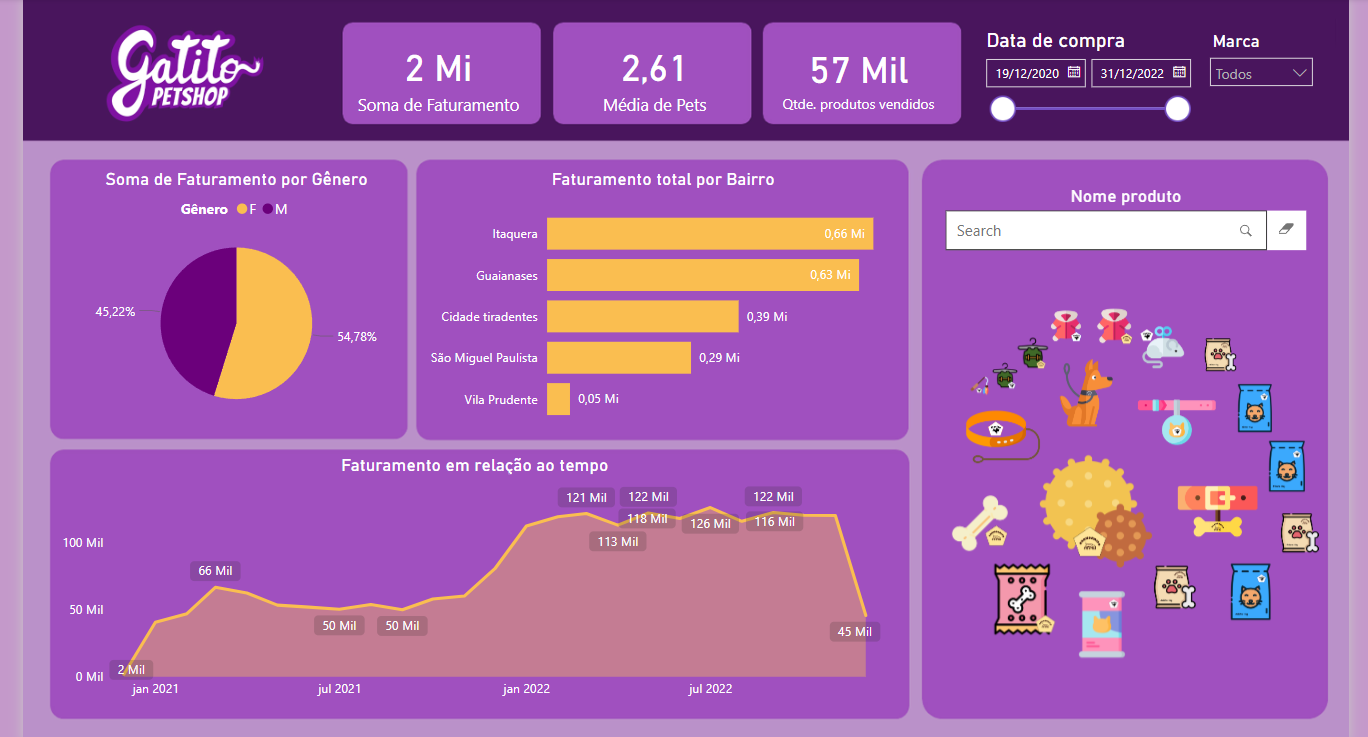 Gatito
PETSHOP
2 Mi
Soma de Faturamento
2,61
Média de Pets
57 Mil
Qtde. produtos vendidos
Data de compra
19/12/2020
31/12/2022
Marca
Todos
Soma de Faturamento por Gênero
Gênero F M
45,22%
54,78%
Faturamento total por Bairro
Itaquera 0,66 Mi
Guaianases 0,63 Mi
Cidade tiradentes 0,39 Mi
São Miguel Paulista 0,29 Mi
Vila Prudente 0,05 Mi
Nome produto
Search
Faturamento em relação ao tempo
121 Mil 122 Mil 122 Mil
118 Mil 126 Mil 116 Mil
113 Mil
100 Mil
66 Mil
50 Mil
50 Mil 50 Mil
45 Mil
2 Mil
0 Mil
jan 2021 jul 2021 jan 2022 jul 2022